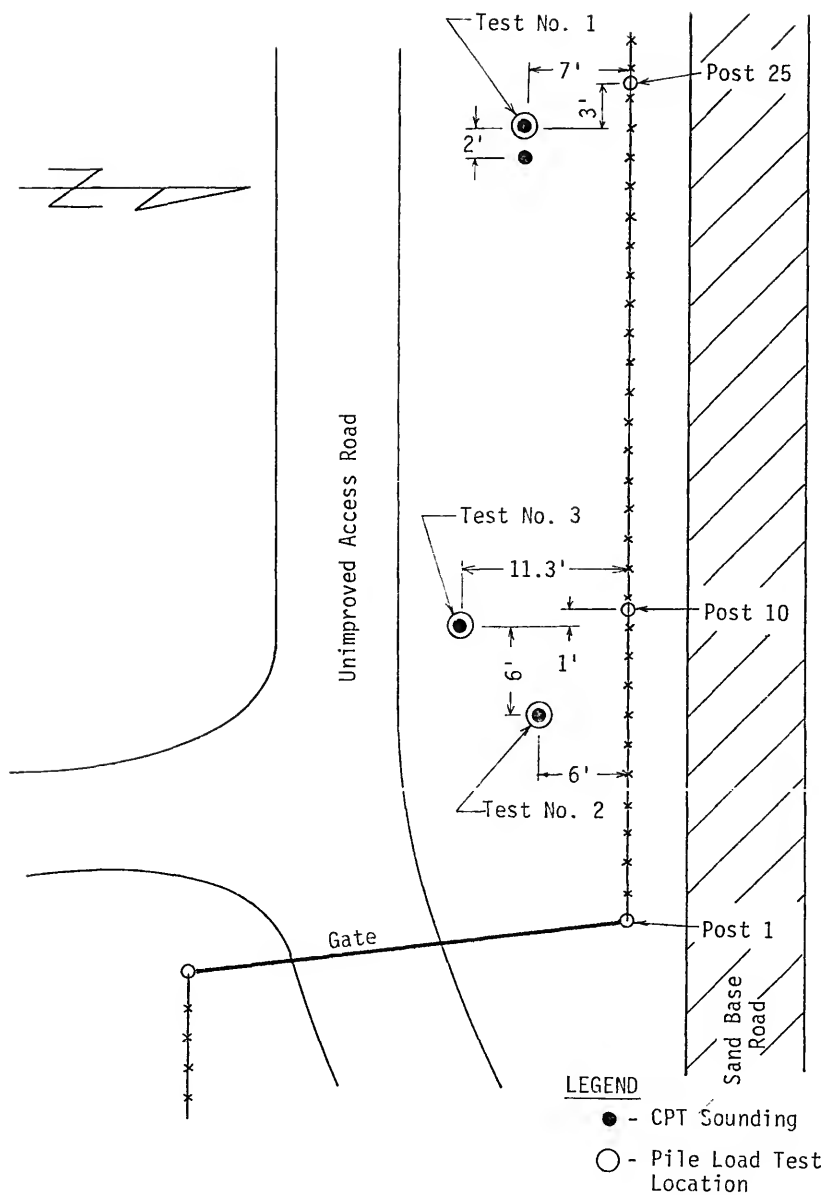 Test No. 1
7'
Post 25
3'
2'
N
Unimproved Access Road
Test No. 3
11.3'
Post 10
1'
6'
6'
Test No. 2
Post 1
Gate
Sand Base
Road
LEGEND
- CPT Sounding
- Pile Load Test
Location